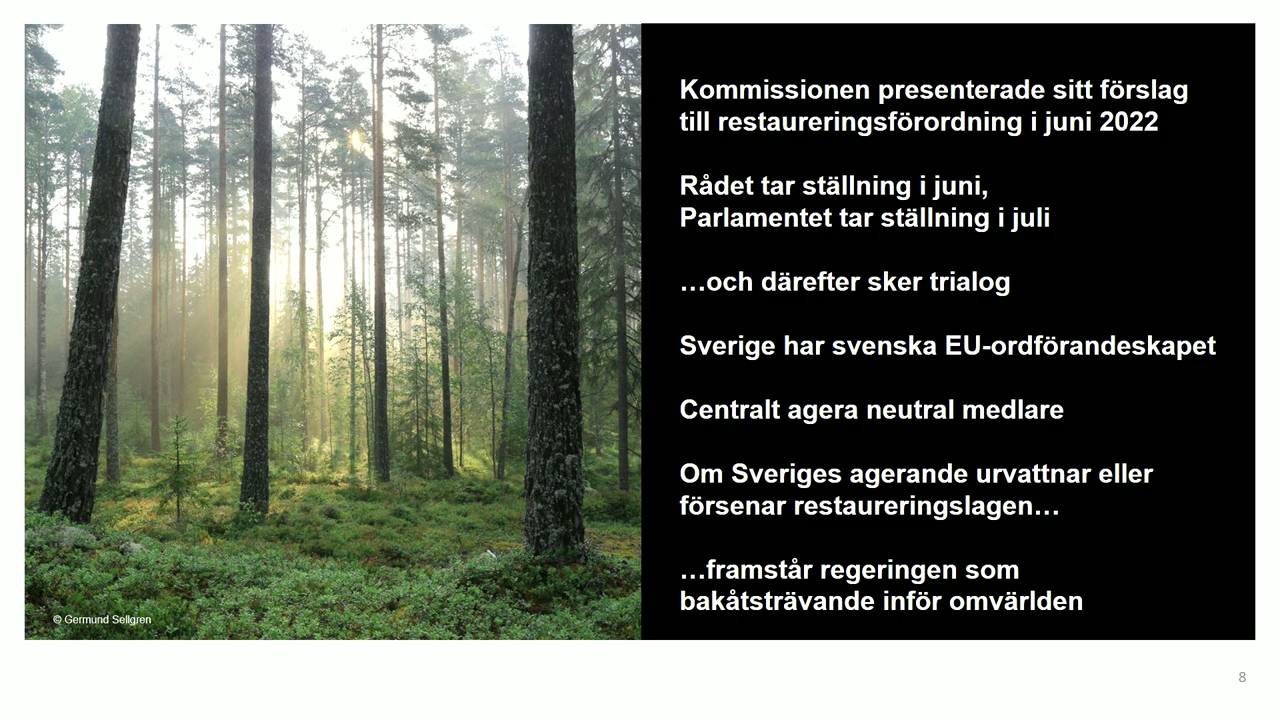 Kommissionen presenterade sitt förslag
till restaureringsförordning i juni 2022
Rådet tar ställning i juni,
Parlamentet tar ställning i juli
…och därefter sker trialog
Sverige har svenska EU-ordförandeskapet
Centralt agera neutral medlare
Om Sveriges agerande urvattnar eller
försenar restaureringslagen…
…framstår regeringen som
bakåtsträvande inför omvärlden
© Germund Sellgren
8